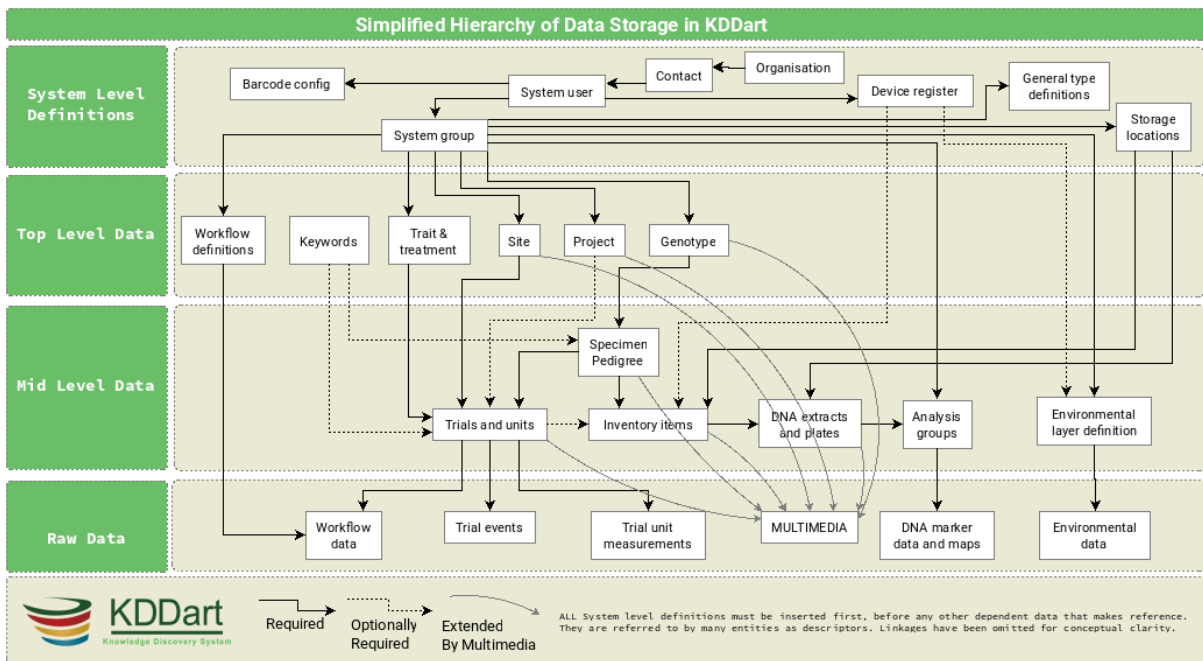 Simplified Hierarchy of Data Storage in KDDart
System Level
Definitions
Barcode config
System user
Contact
Organisation
Device register
General type
definitions
System group
Storage
locations
Top Level Data
Workflow
definitions
Keywords
Trait &
treatment
Site
Project
Genotype
Mid Level Data
Specimen
Pedigree
Trials and units
Inventory items
DNA extracts
and plates
Analysis
groups
Environmental
layer definition
Raw Data
Workflow
data
Trial events
Trial unit
measurements
MULTIMEDIA
DNA marker
data and maps
Environmental
data
KDDart
Knowledge Discovery System
Required
Optionally
Required
Extended
By Multimedia
ALL System level definitions must be inserted first, before any other dependent data that makes reference.
They are referred to by many entities as descriptors. Linkages have been omitted for conceptual clarity.